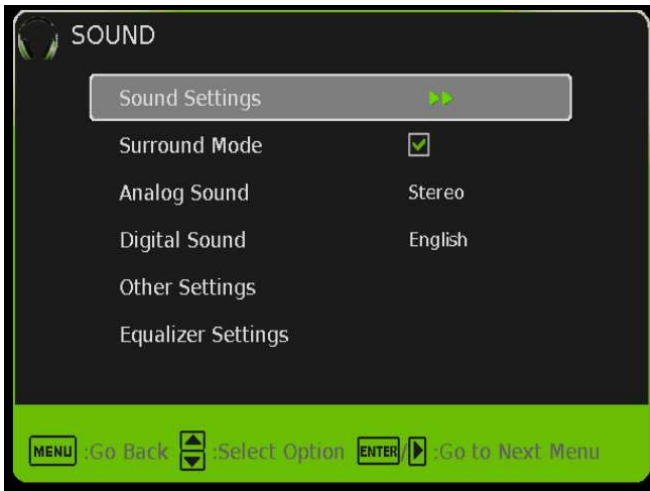 SOUND
Sound Settings
Surround Mode
Analog Sound Stereo
Digital Sound English
Other Settings
Equalizer Settings
MENU :Go Back :Select Option ENTER/ :Go to Next Menu